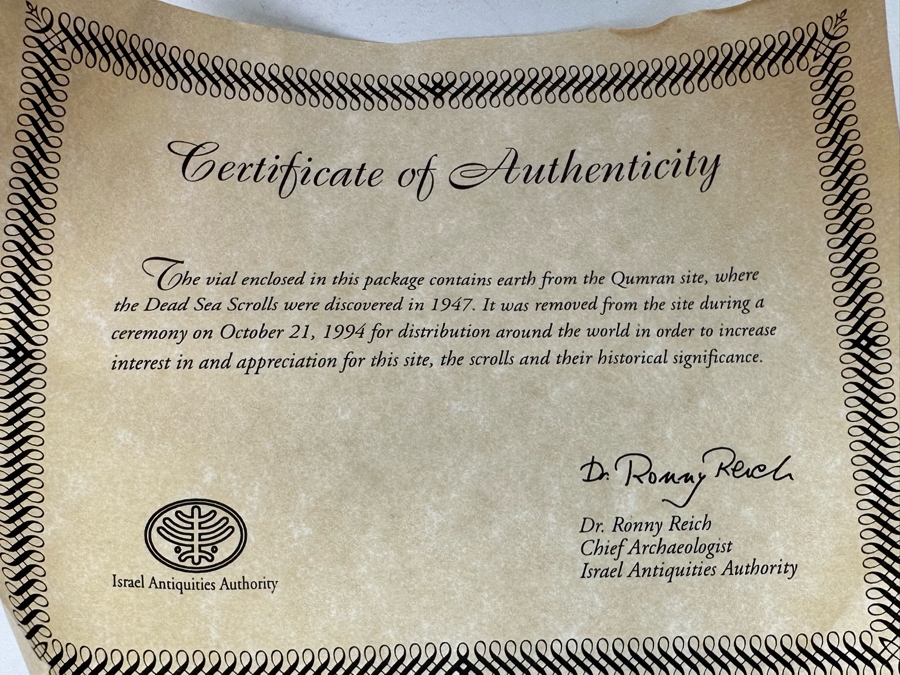 Certificate of Authenticity
The vial enclosed in this package contains earth from the Qumran site, where
the Dead Sea Scrolls were discovered in 1947. It was removed from the site during a
ceremony on October 21, 1994 for distribution around the world in order to increase
interest in and appreciation for this site, the scrolls and their historical significance.
Dr. Ronny Reich
Dr. Ronny Reich
Chief Archaeologist
Israel Antiquities Authority
Israel Antiquities Authority